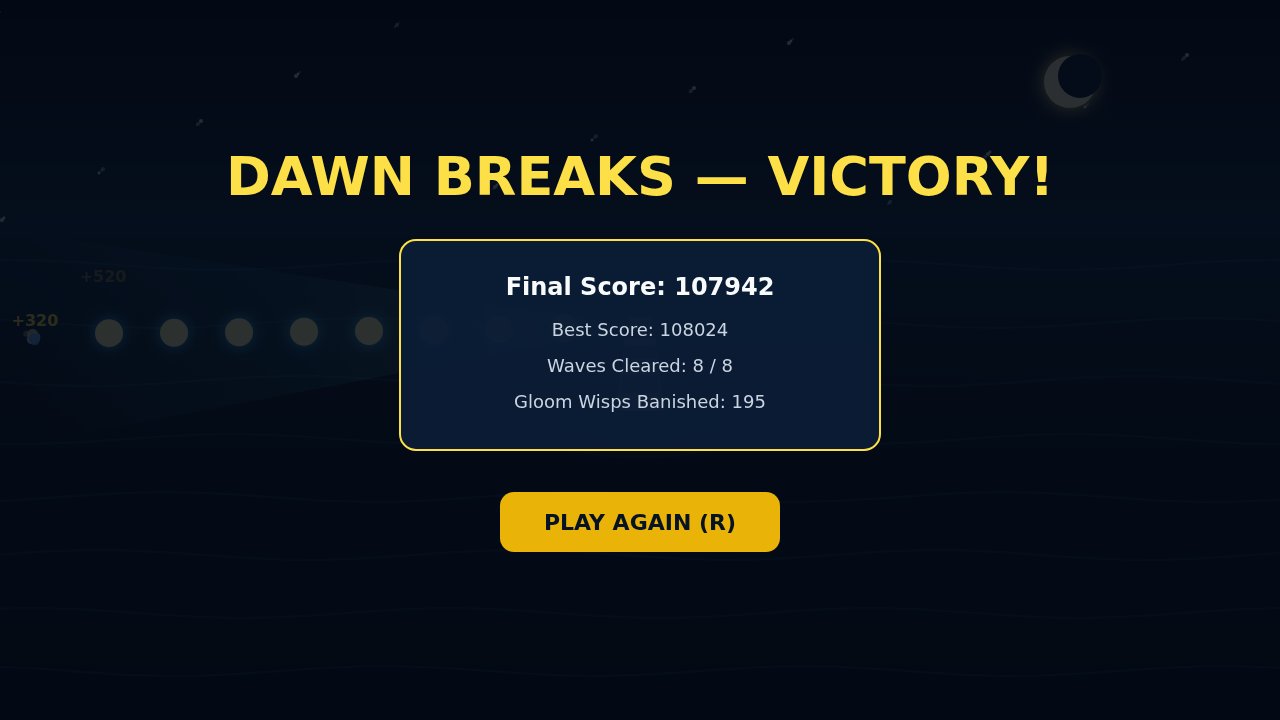 DAWN BREAKS — VICTORY!
+520
Final Score: 107942
+320
Best Score: 108024
Waves Cleared: 8 / 8
Gloom Wisps Banished: 195
PLAY AGAIN (R)